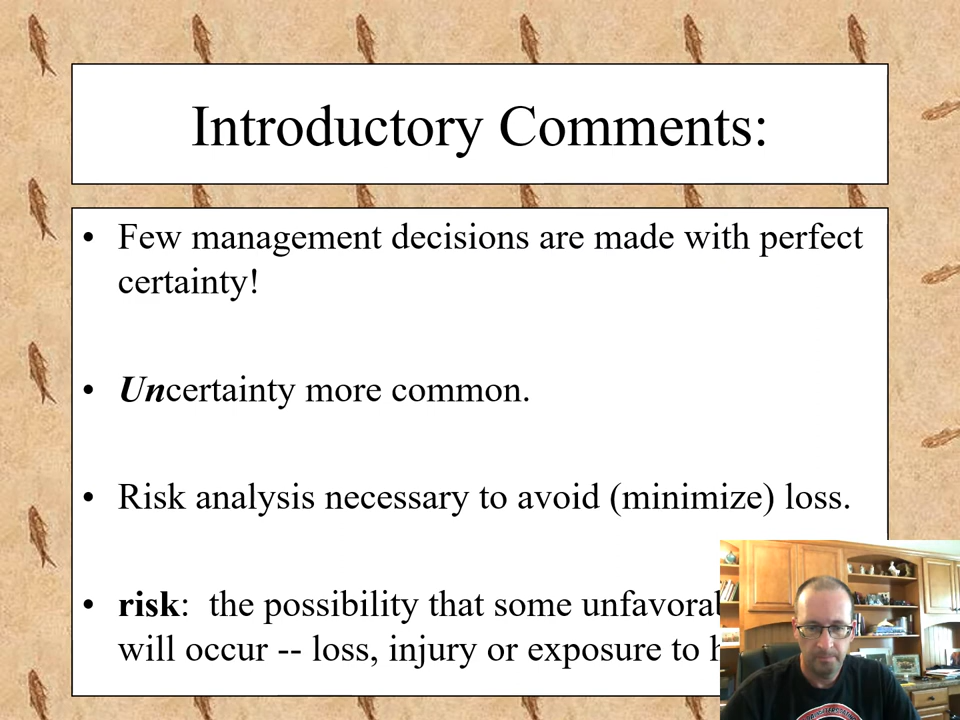 Introductory Comments:
• Few management decisions are made with perfect
certainty!
• Uncertainty more common.
• Risk analysis necessary to avoid (minimize) loss.
• risk: the possibility that some
will occur -- loss, injury or exposure to